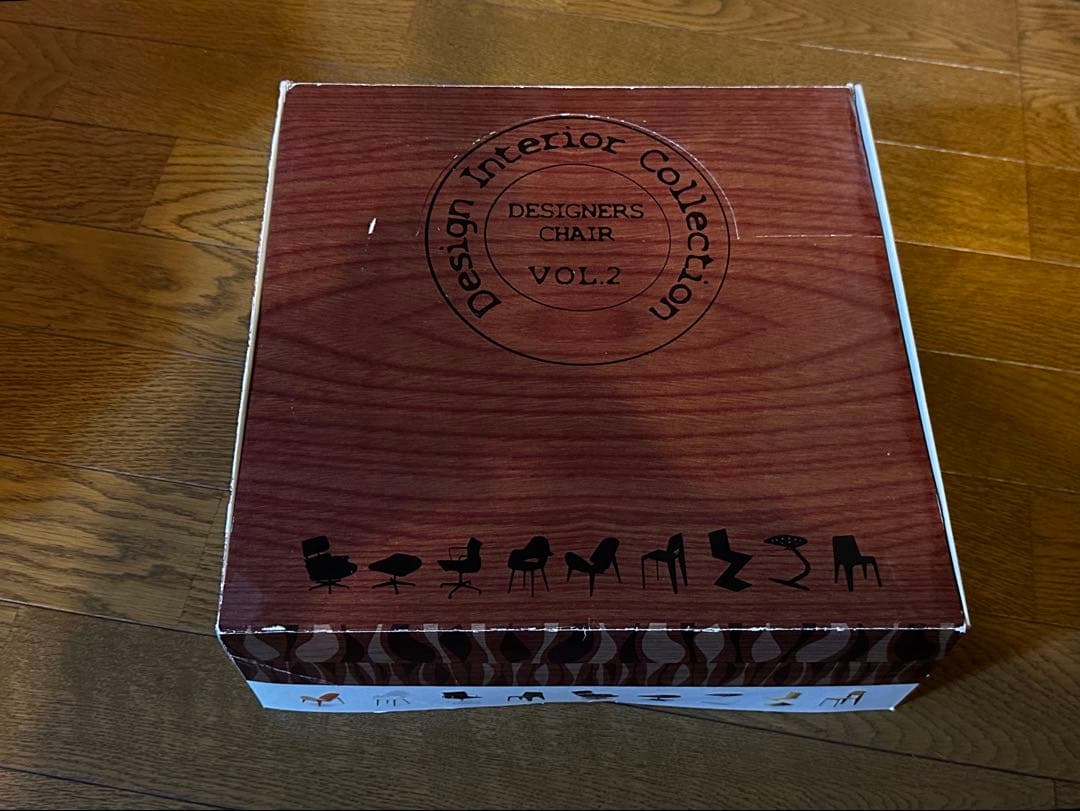 Design Interior Collection
DESIGNERS
CHAIR
VOL.2